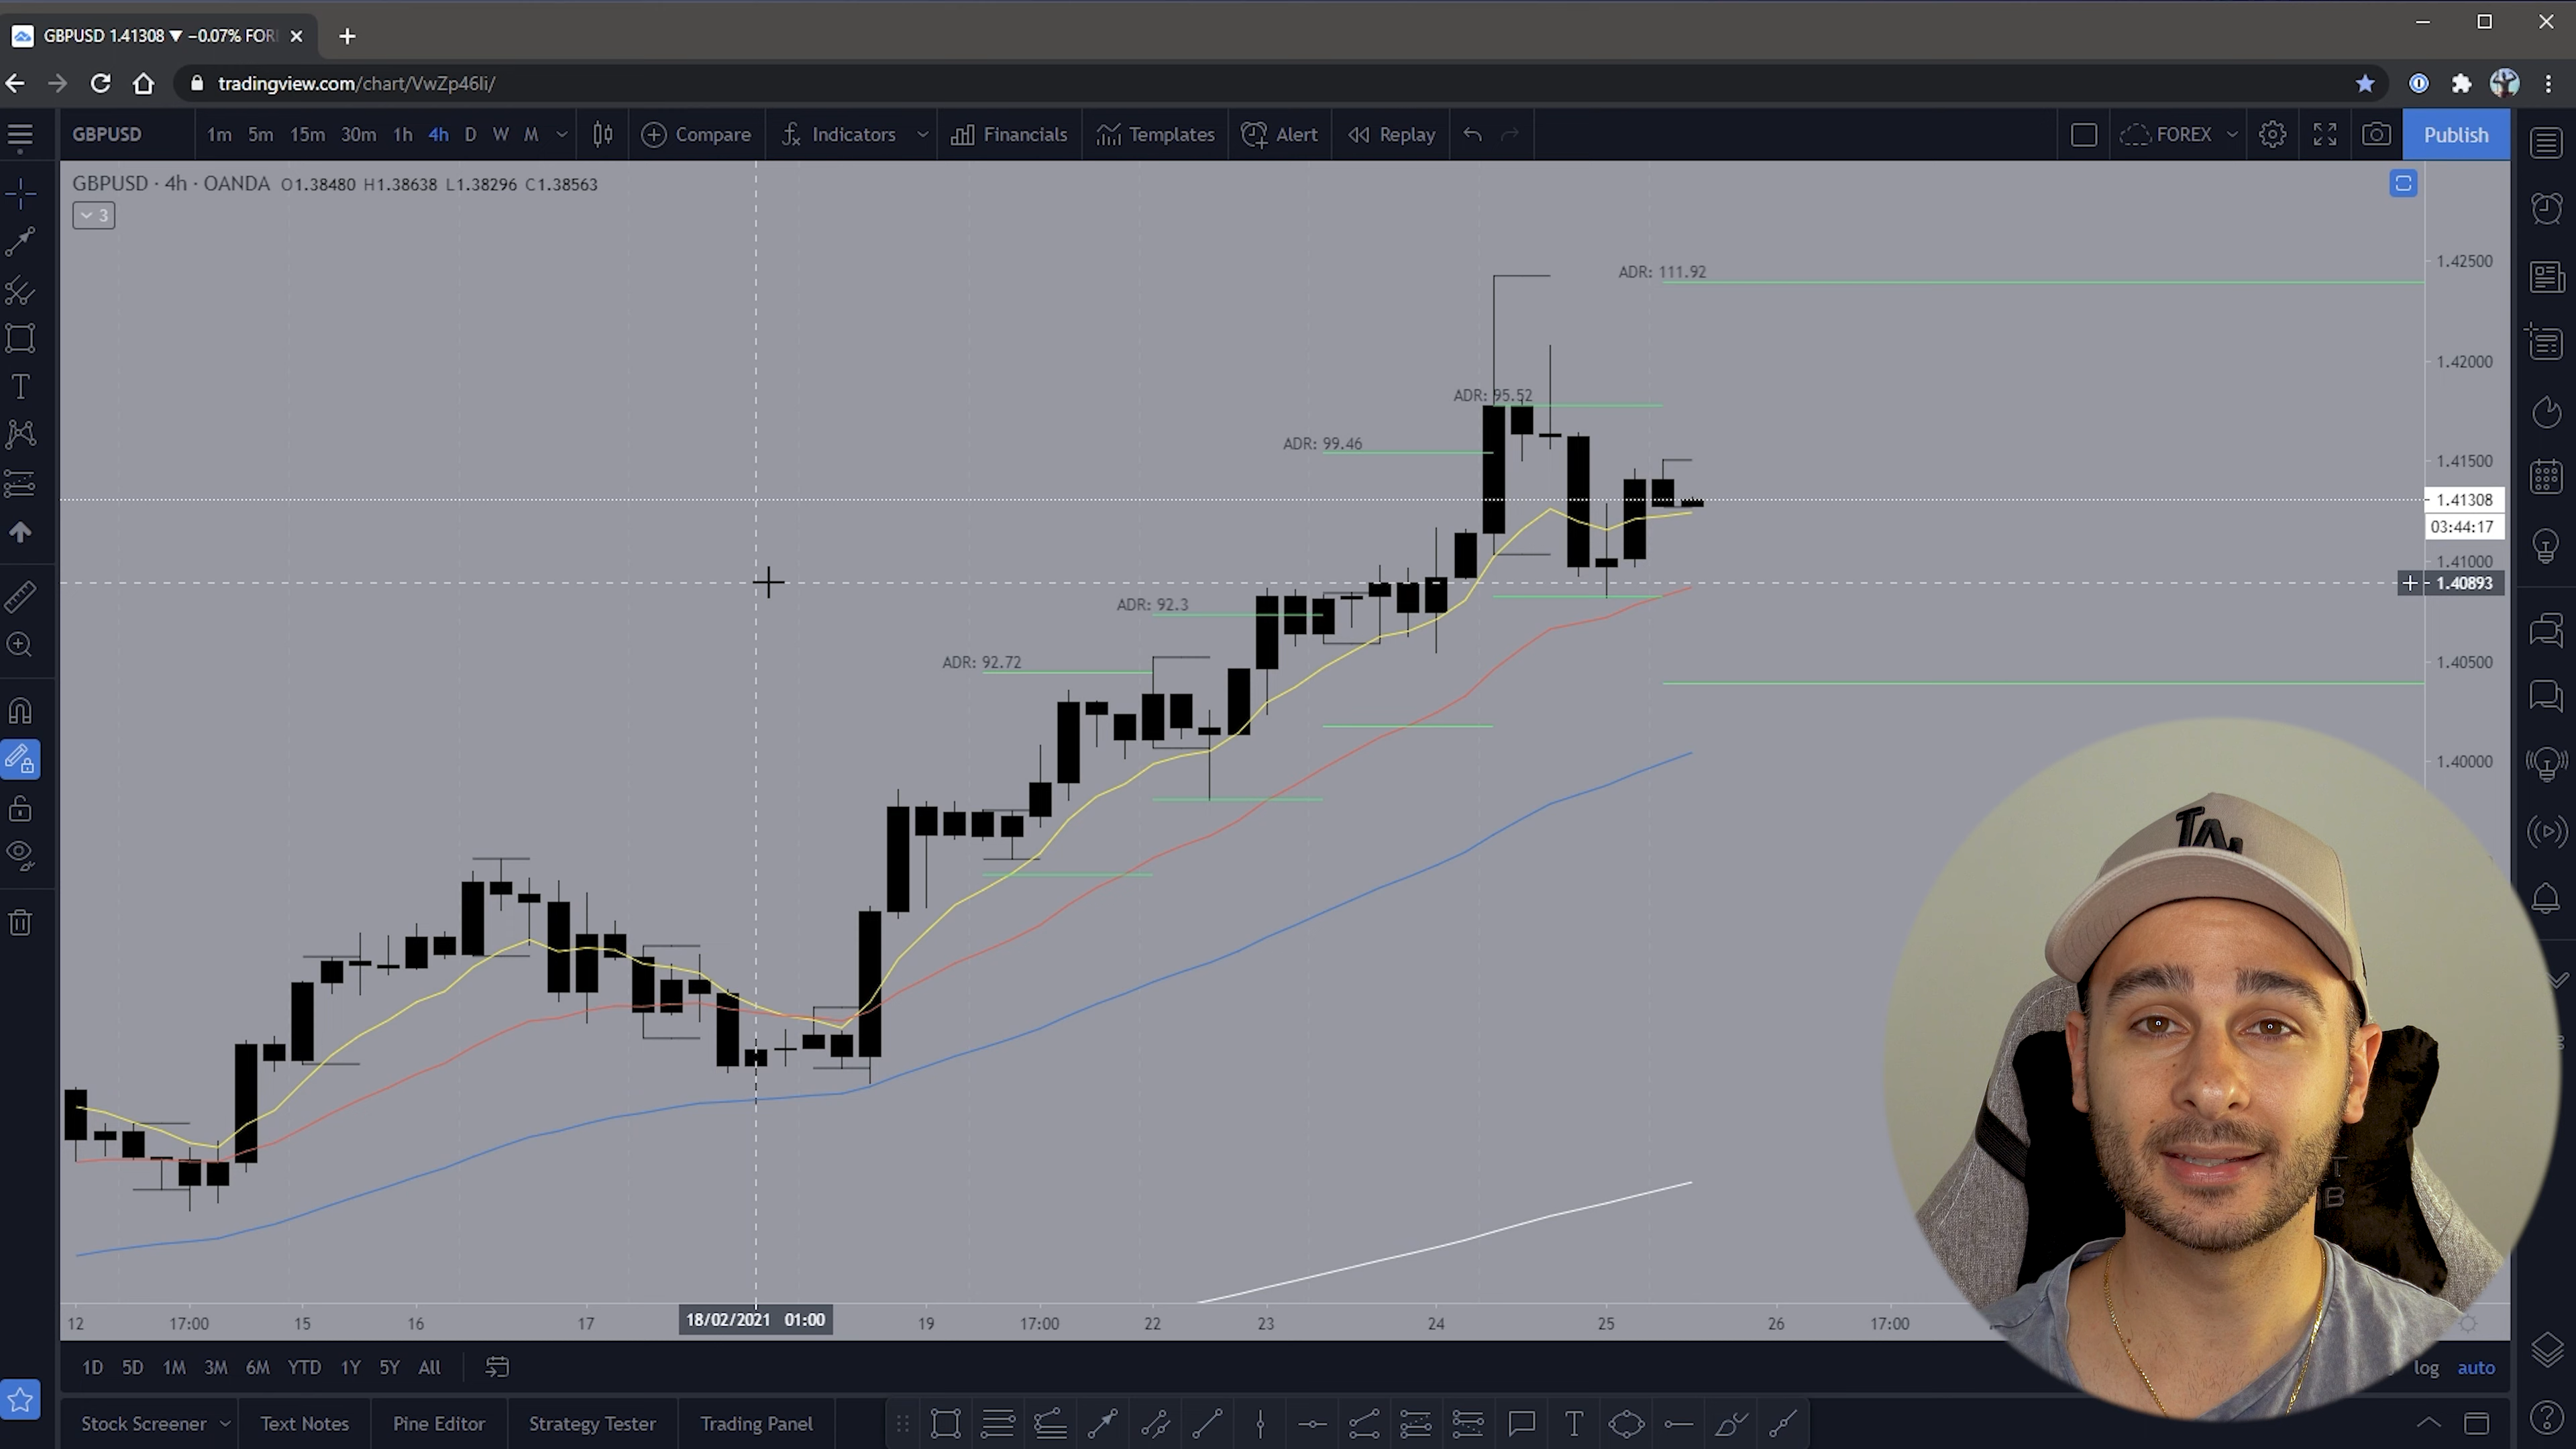 GBPUSD 1.41308 ▼ −0.07% FOR
tradingview.com/chart/VwZp46li/
GBPUSD 1m 5m 15m 30m 1h 4h D W M Compare Indicators Financials Templates Alert Replay FOREX Publish
GBPUSD · 4h · OANDA O1.38480 H1.38638 L1.38296 C1.38563
3
1.42500
ADR: 111.92
1.42000
ADR: 95.52
ADR: 99.46
1.41500
1.41308
03:44:17
1.41000
1.40893
ADR: 92.3
ADR: 92.72
1.40500
1.40000
12 17:00 15 16 17 18/02/2021 01:00 19 17:00 22 23 24 25 26 17:00
1D 5D 1M 3M 6M YTD 1Y 5Y All log auto
Stock Screener Text Notes Pine Editor Strategy Tester Trading Panel